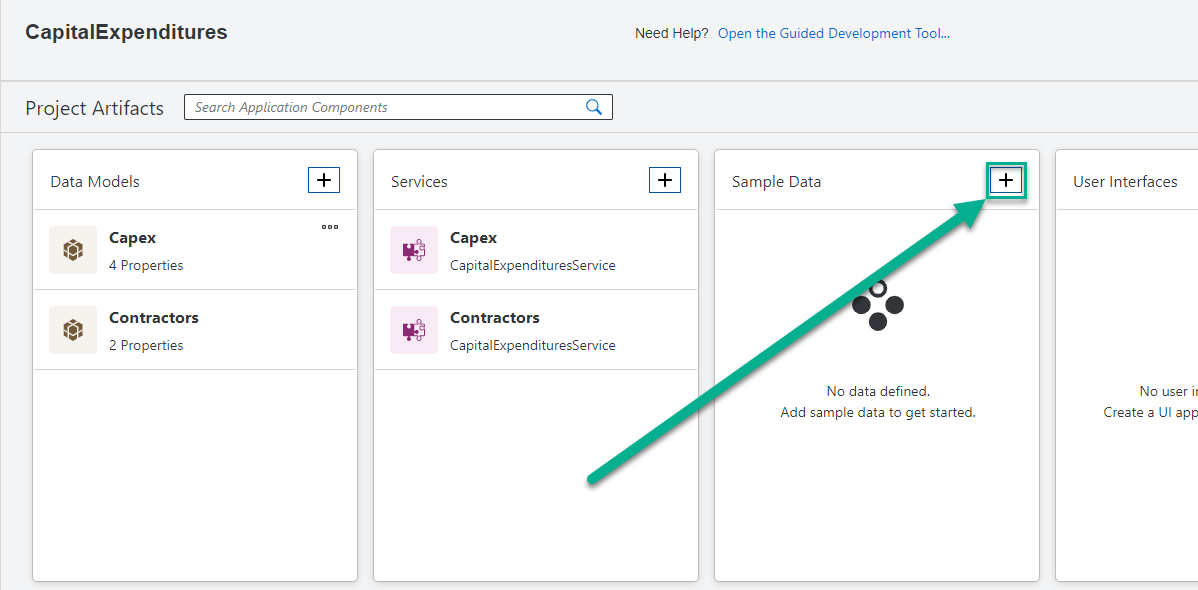 CapitalExpenditures
Need Help? Open the Guided Development Tool...
Project Artifacts
Search Application Components
Data Models
Capex
4 Properties
Contractors
2 Properties
Services
Capex
CapitalExpendituresService
Contractors
CapitalExpendituresService
Sample Data
No data defined.
Add sample data to get started.
User Interfaces
No user
Create a UI app